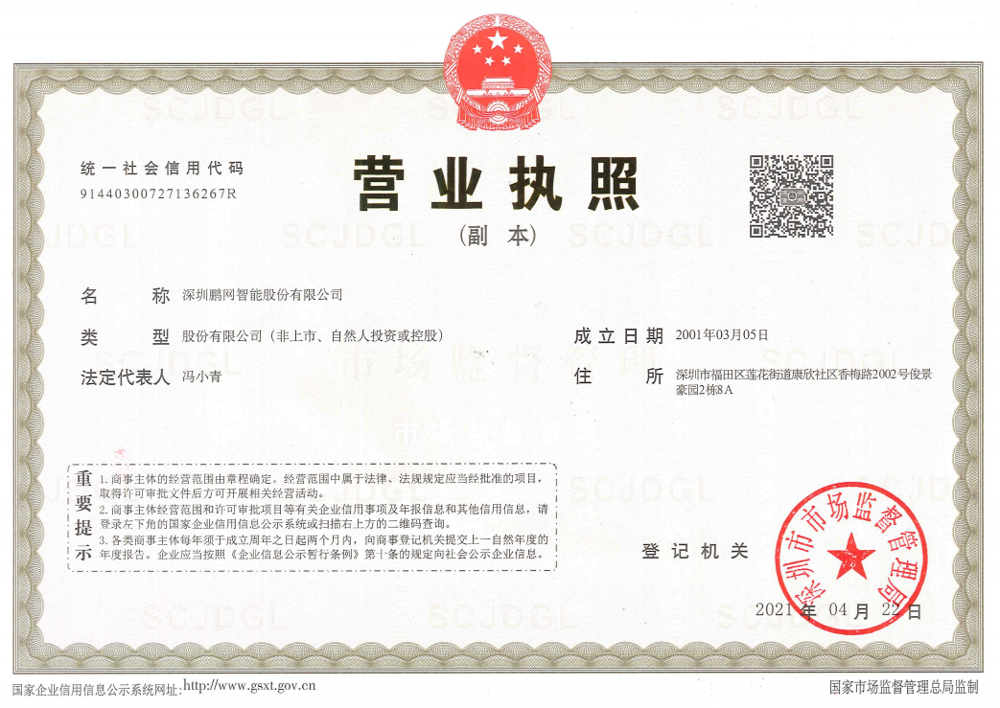 营业执照
(副 本)
统一社会信用代码
91440300727136267R
名 称 深圳鹏网智能股份有限公司
类 型 股份有限公司（非上市、自然人投资或控股）
法定代表人 冯小青
成立日期 2001年03月05日
住 所 深圳市福田区莲花街道康欣社区香梅路2002号俊景
豪园2栋8A
重要提示
1.商事主体的经营范围由章程确定。经营范围中属于法律、法规规定应当经批准的项目，
取得许可审批文件后方可开展相关经营活动。
2.商事主体经营范围和许可审批项目等有关企业信用事项及年报信息和其他信用信息，请
登录左下角的国家企业信用信息公示系统或扫描右上方的二维码查询。
3.各类商事主体每年须于成立周年之日起两个月内，向商事登记机关提交上一自然年度的
年度报告。企业应当按照《企业信息公示暂行条例》第十条的规定向社会公示企业信息。
登记机关
深圳市市场监督管理局
2021 年 04 月 22 日
国家企业信用信息公示系统网址:http://www.gsxt.gov.cn
国家市场监督管理总局监制
SCJDGL
市场监督管理